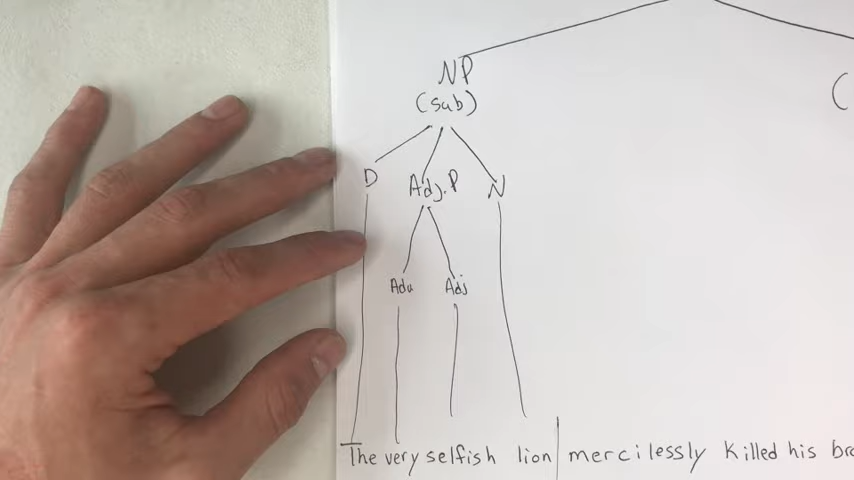 NP
(sub)
(
D Adj.P N
Adv Adj
The very selfish lion mercilessly killed his